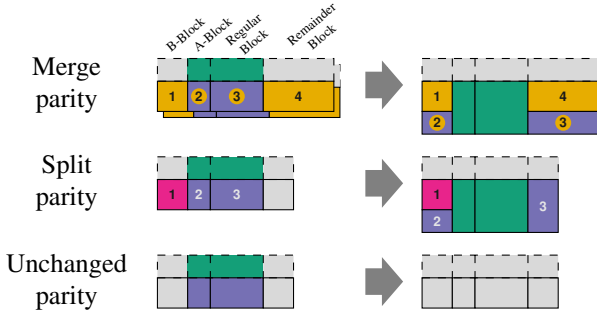 B-Block
A-Block
Regular
Block
Remainder
Block
Merge
parity
1 2 3 4
1 4
2 3
Split
parity
1 2 3
1
2 3
Unchanged
parity